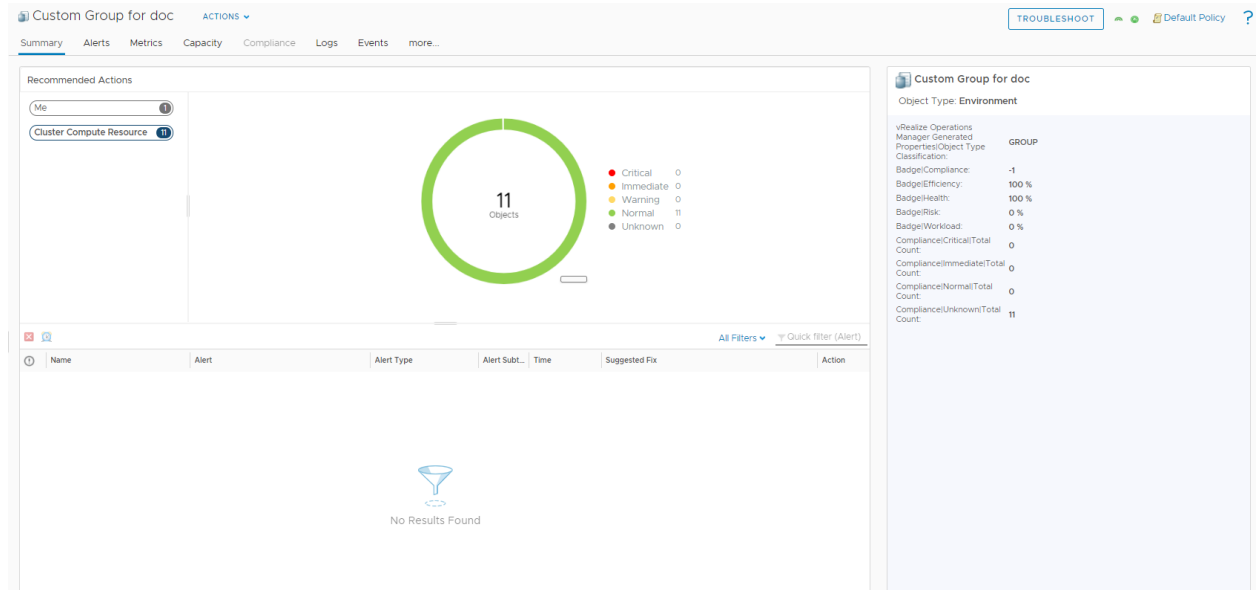 Custom Group for doc ACTIONS TROUBLESHOOT Default Policy ?
Summary Alerts Metrics Capacity Compliance Logs Events more...
Recommended Actions
Me 1
Cluster Compute Resource 11
11
Objects
Critical 0
Immediate 0
Warning 0
Normal 11
Unknown 0
All Filters Quick filter (Alert)
Name Alert Alert Type Alert Subt... Time Suggested Fix Action
No Results Found
Custom Group for doc
Object Type: Environment
vRealize Operations
Manager Generated
Properties|Object Type
Classification:
GROUP
Badge|Compliance: -1
Badge|Efficiency: 100 %
Badge|Health: 100 %
Badge|Risk: 0 %
Badge|Workload: 0 %
Compliance|Critical|Total
Count:
0
Compliance|Immediate|Total
Count:
0
Compliance|Normal|Total
Count:
0
Compliance|Unknown|Total
Count:
11